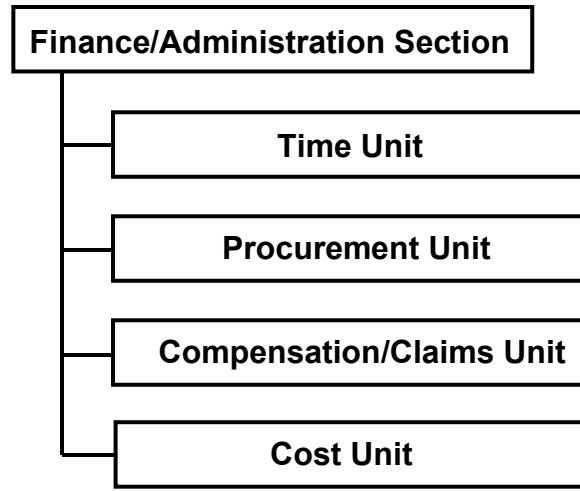 Finance/Administration Section
Time Unit
Procurement Unit
Compensation/Claims Unit
Cost Unit